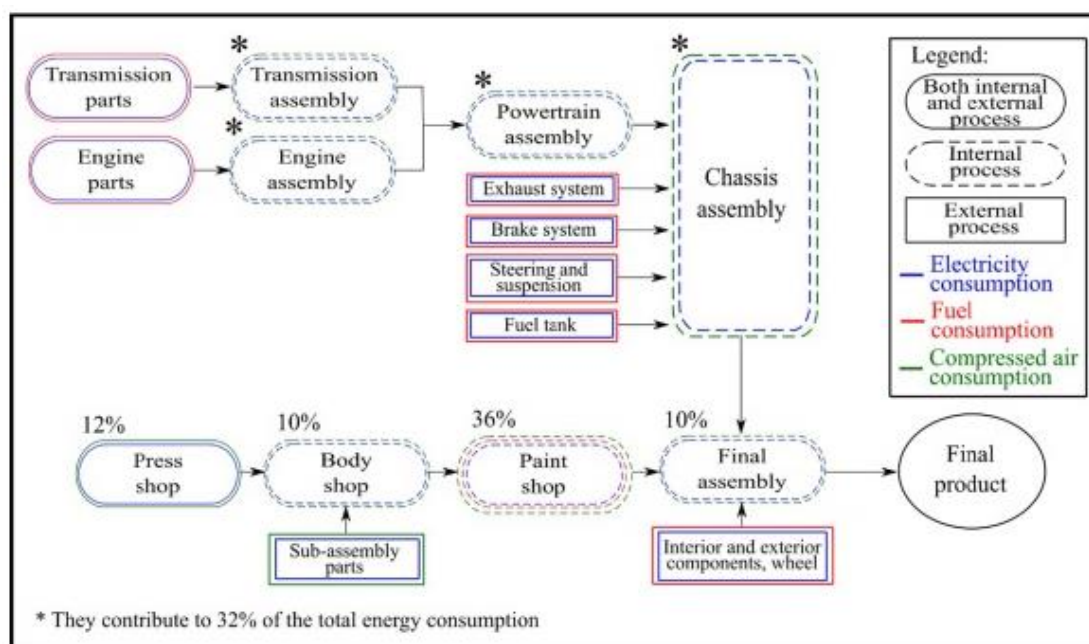 *
*
*
*
Transmission
parts
Transmission
assembly
Engine
parts
Engine
assembly
Powertrain
assembly
Exhaust system
Brake system
Steering and
suspension
Fuel tank
Chassis
assembly
Legend:
Both internal
and external
process
Internal
process
External
process
Electricity
consumption
Fuel
consumption
Compressed air
consumption
12%
Press
shop
10%
Body
shop
36%
Paint
shop
10%
Final
assembly
Final
product
Sub-assembly
parts
Interior and exterior
components, wheel
* They contribute to 32% of the total energy consumption